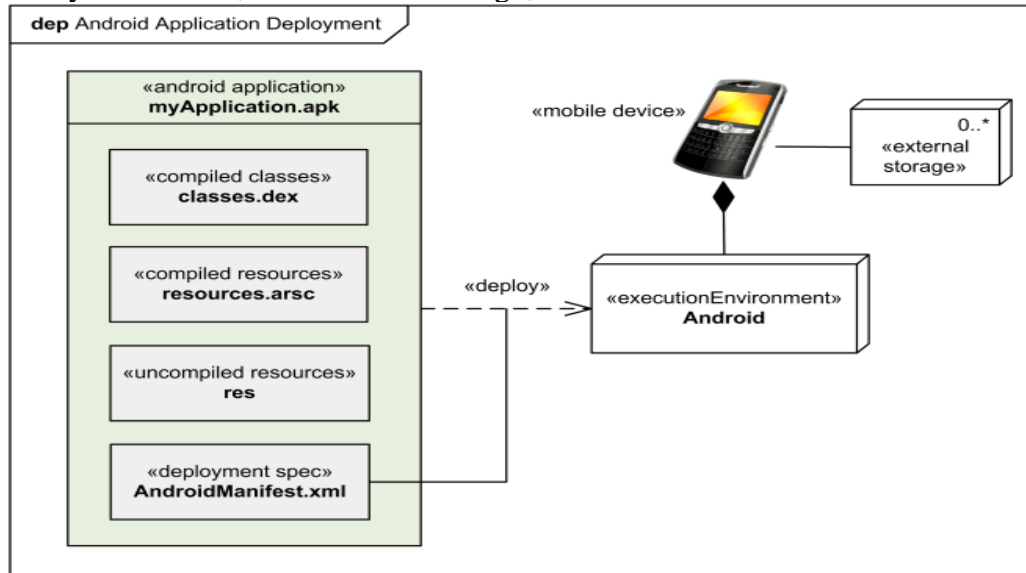 dep Android Application Deployment
«android application»
myApplication.apk
«compiled classes»
classes.dex
«compiled resources»
resources.arsc
«uncompiled resources»
res
«deployment spec»
AndroidManifest.xml
«deploy»
«mobile device»
0..*
«external
storage»
«executionEnvironment»
Android